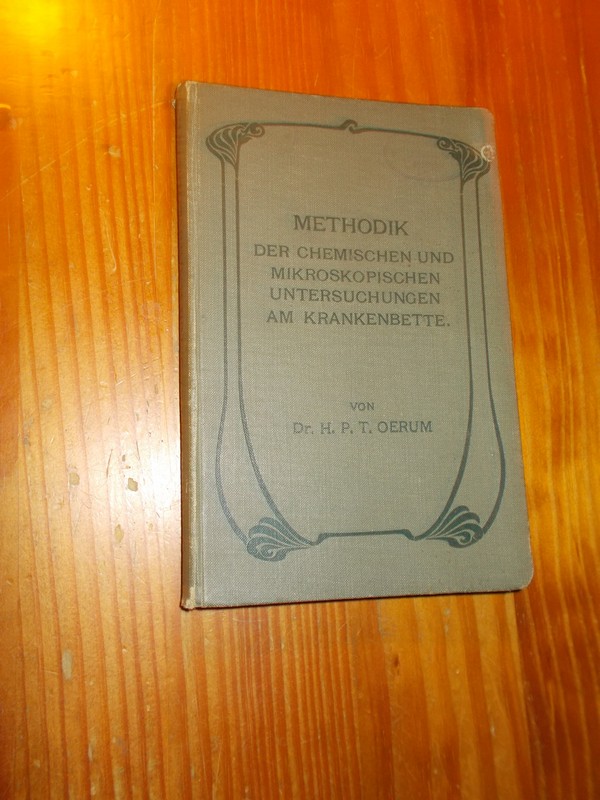 METHODIK
DER CHEMISCHEN UND
MIKROSKOPISCHEN
UNTERSUCHUNGEN
AM KRANKENBETTE.
VON
Dr. H. P. T. OERUM